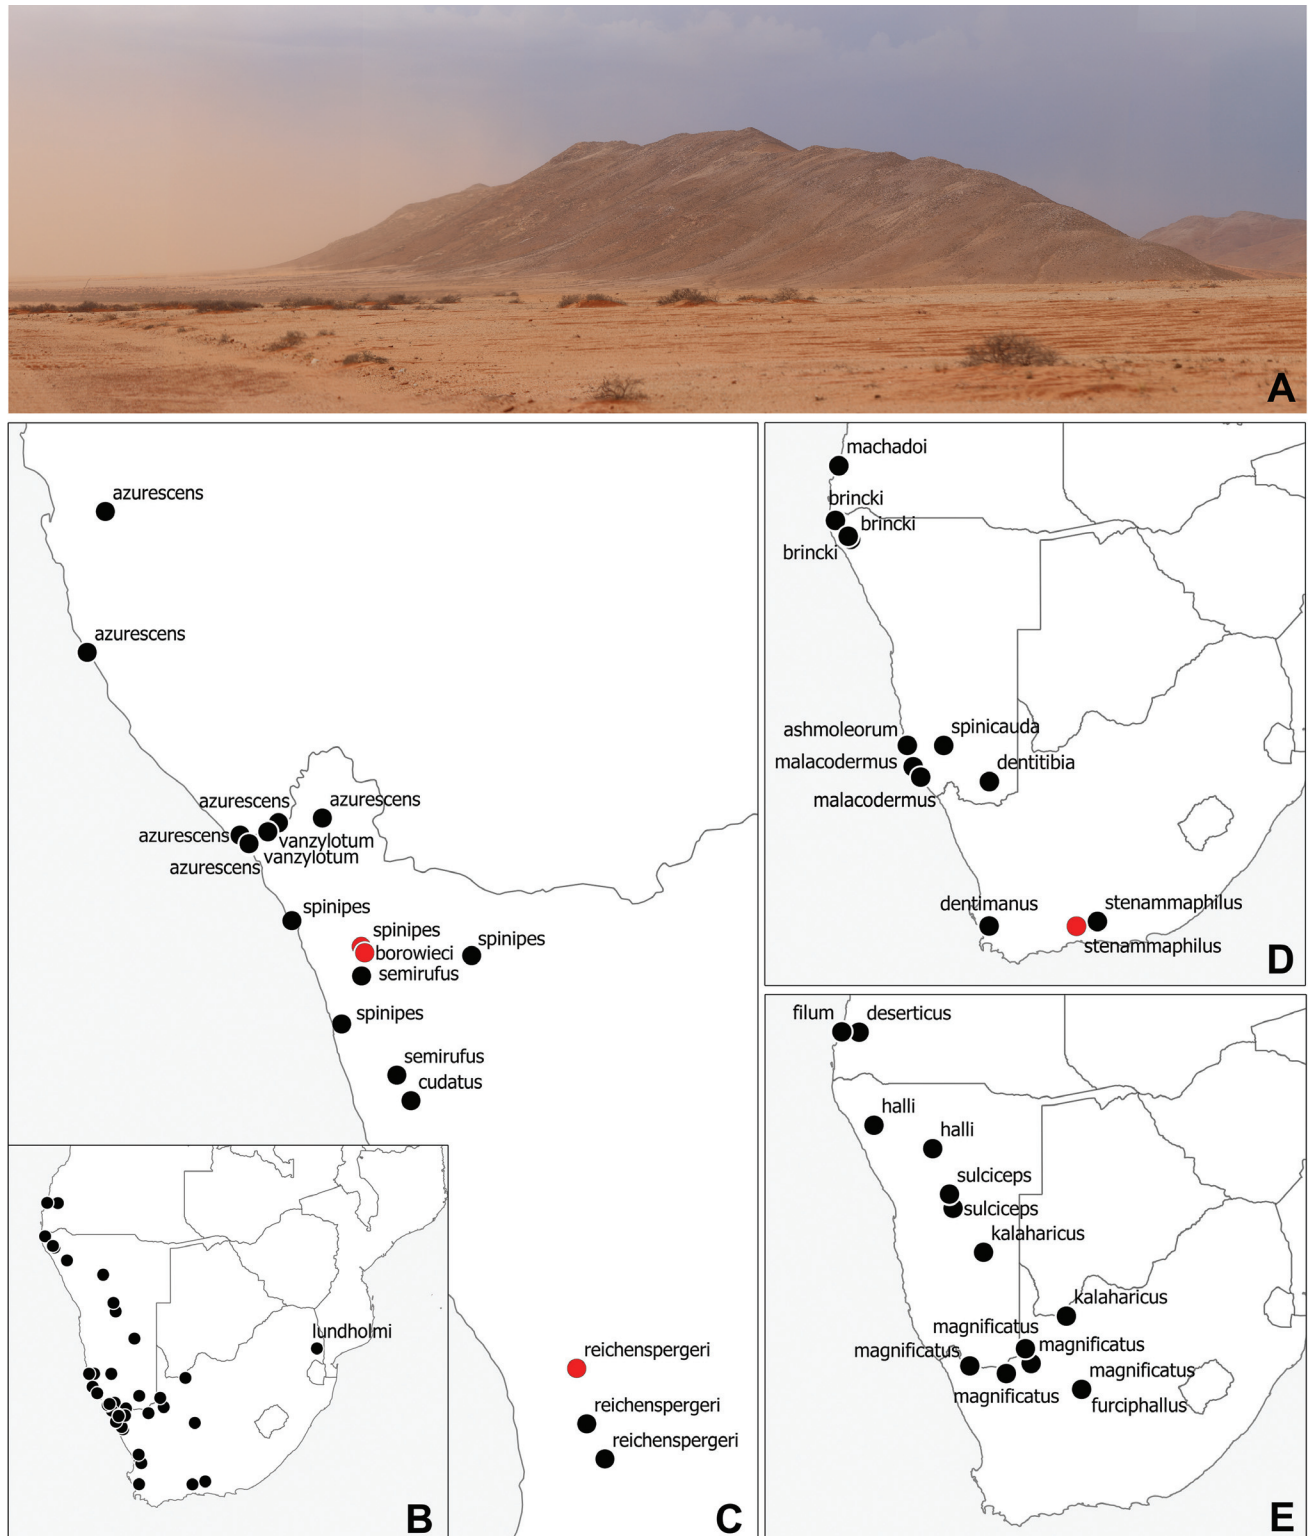 A
azurescens
azurescens
azurescens
azurescens
azurescens
vanzylotum
vanzylotum
azurescens
spinipes
spinipes
spinipes
borowieci
semirufus
spinipes
semirufus
cudatus
reichenspergeri
reichenspergeri
reichenspergeri
C
lundholmi
B
machadoi
brincki
brincki
brincki
ashmoleorum
spinicauda
malacodermus
dentitibia
malacodermus
dentimanus
stenammaphilus
stenammaphilus
D
filum
deserticus
halli
halli
sulciceps
sulciceps
kalaharicus
kalaharicus
magnificatus
magnificatus
magnificatus
magnificatus
magnificatus
furciphallus
E